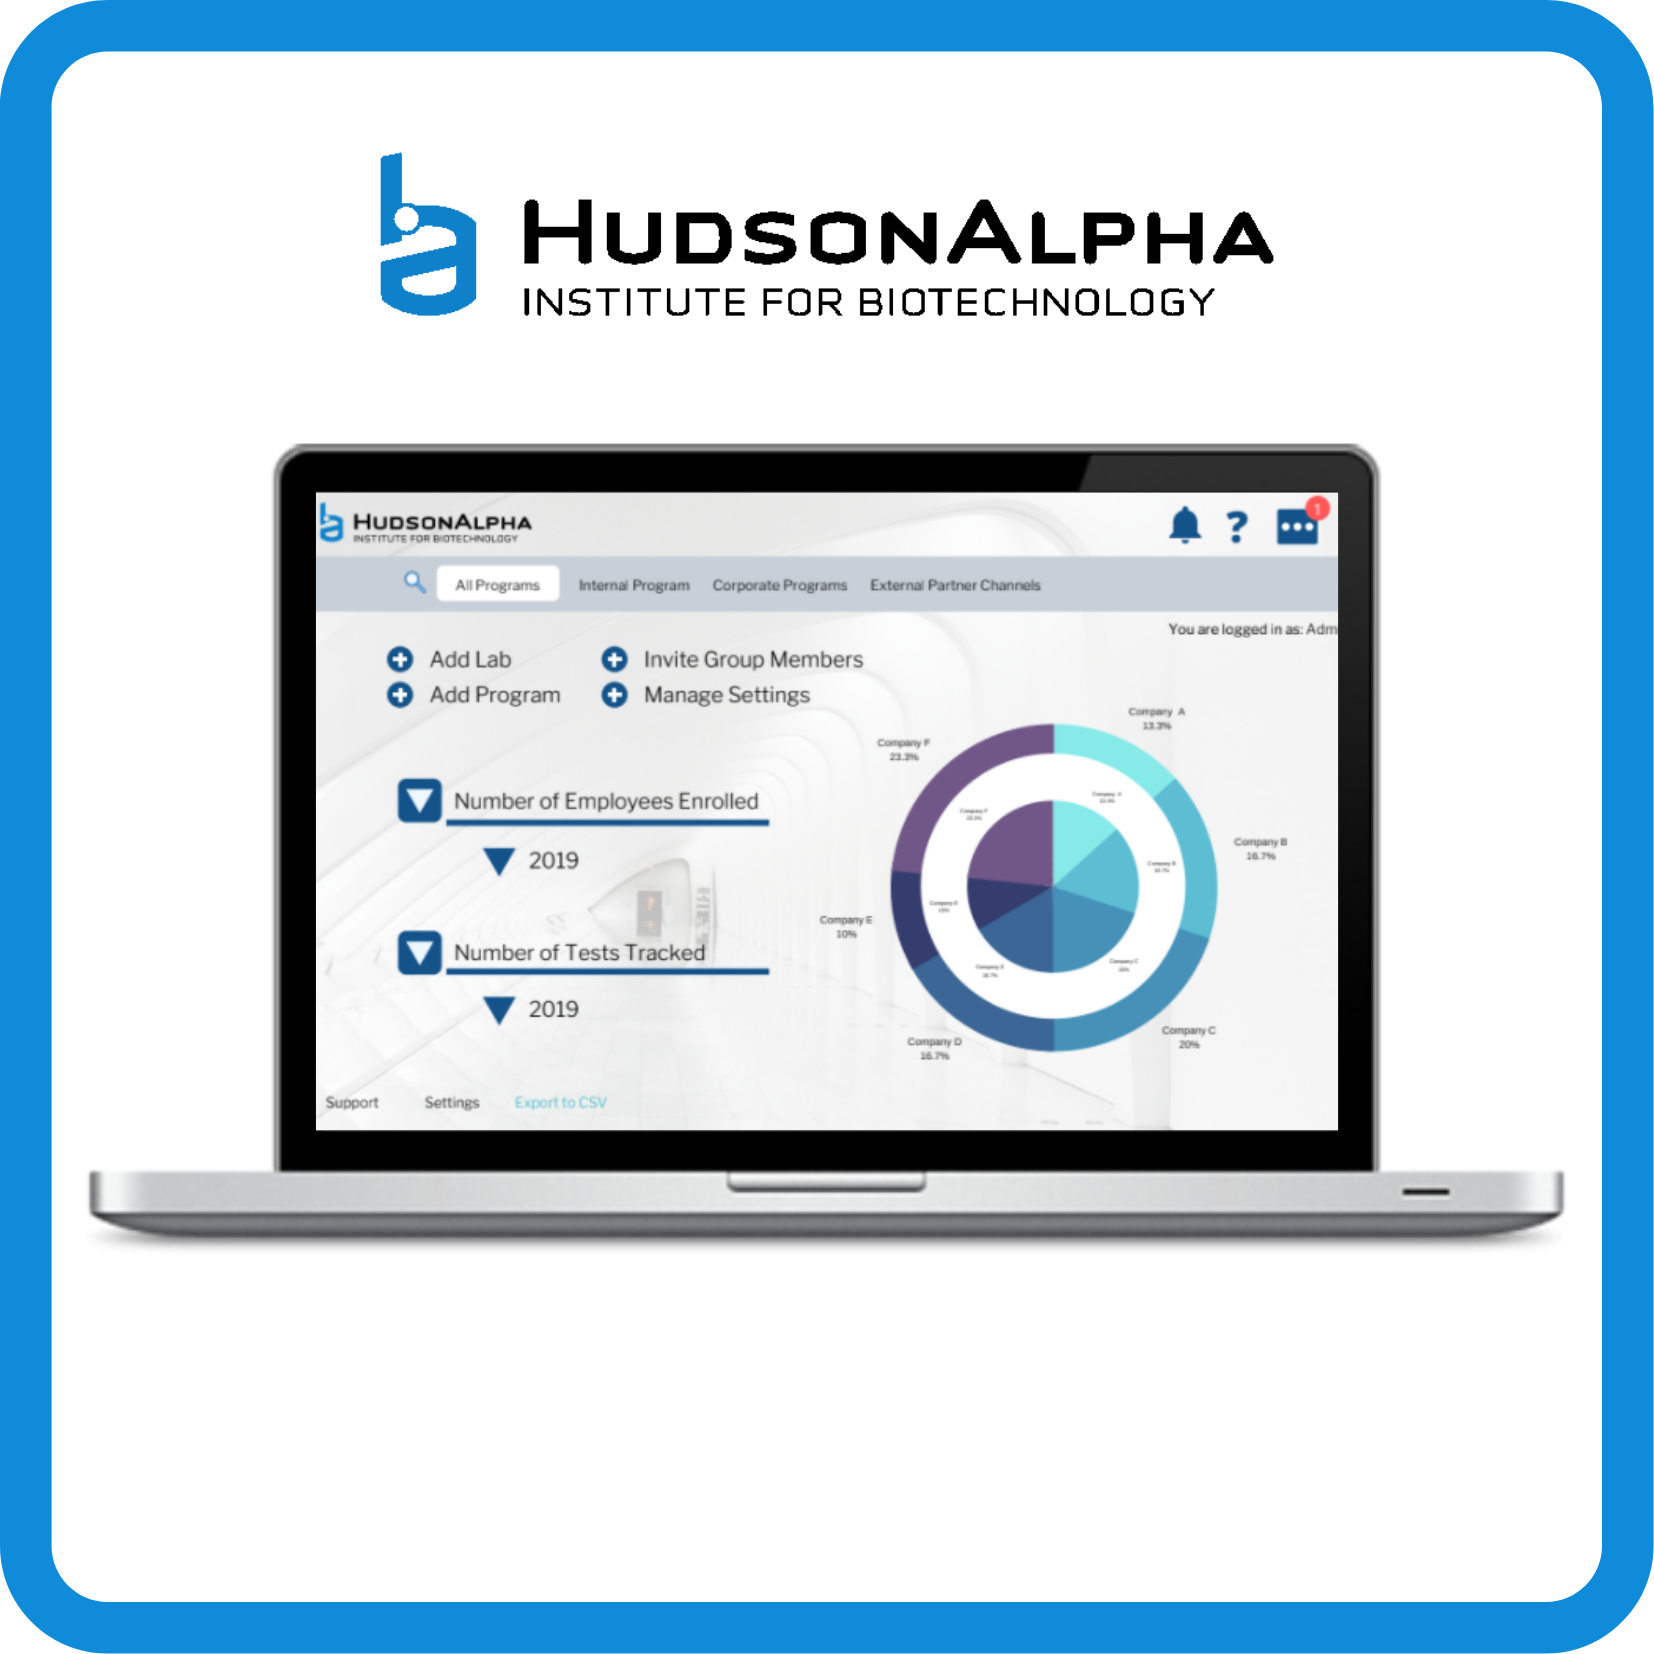 HUDSONALPHA
INSTITUTE FOR BIOTECHNOLOGY
HUDSONALPHA
INSTITUTE FOR BIOTECHNOLOGY
?
1
All Programs
Internal Program
Corporate Programs
External Partner Channels
You are logged in as: Adm
Add Lab
Invite Group Members
Add Program
Manage Settings
Number of Employees Enrolled
2019
Number of Tests Tracked
2019
Company A
13.3%
Company F
23.3%
Company B
16.7%
Company E
10%
Company C
20%
Company D
16.7%
Support
Settings
Export to CSV